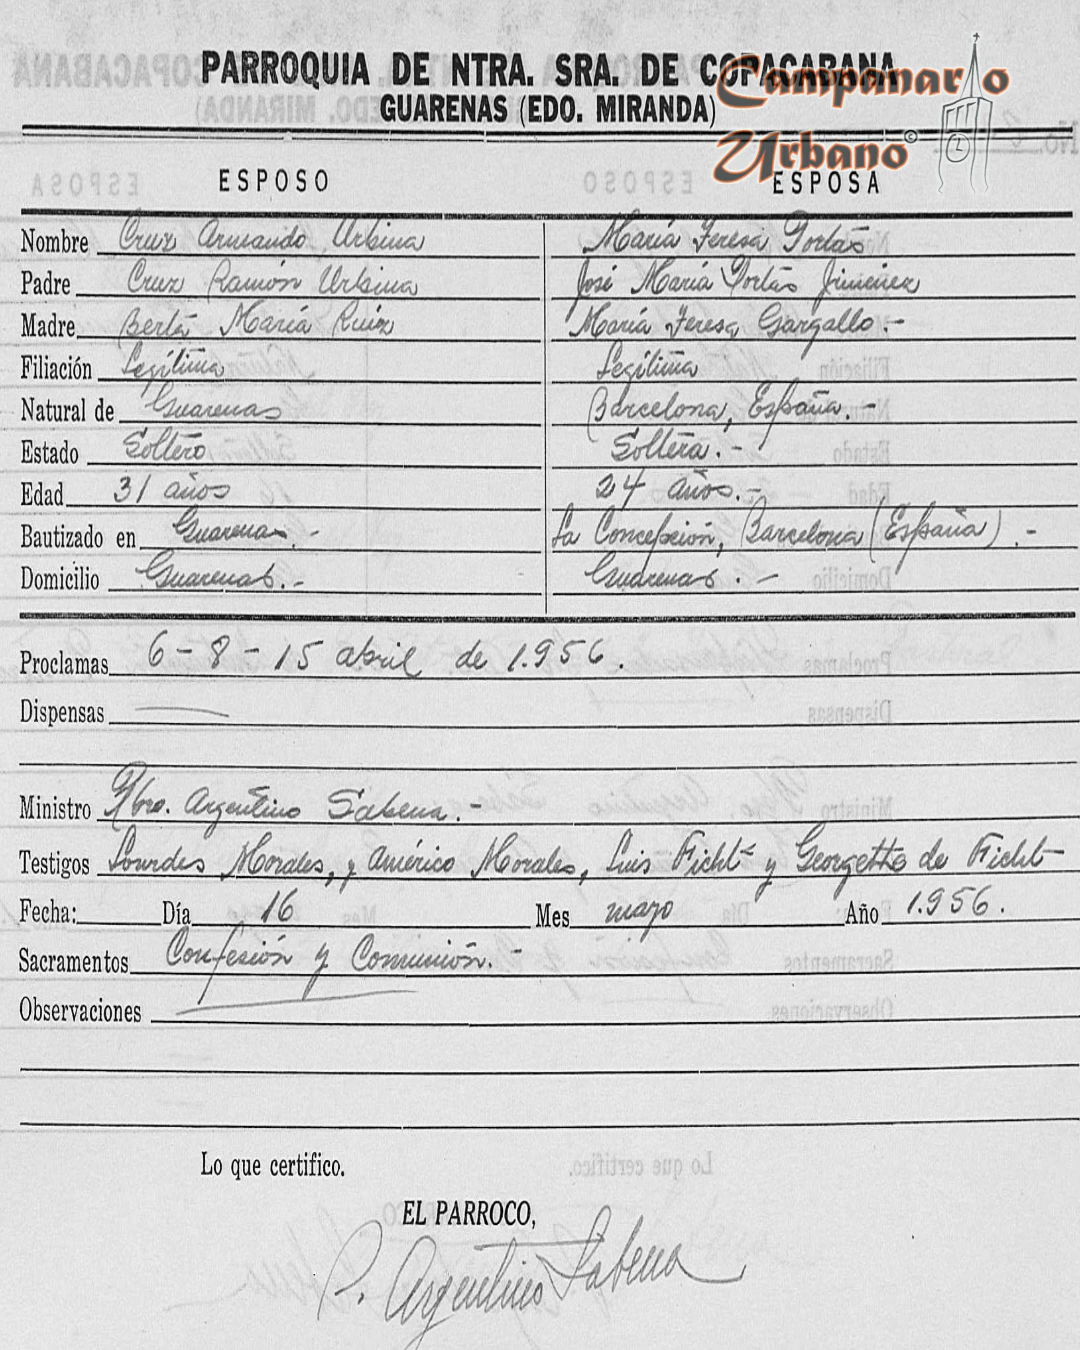 PARROQUIA DE NTRA. SRA. DE COPACABANA
GUARENAS (EDO. MIRANDA)
Campanario
Urbano ©
ESPOSO ESPOSA
Nombre Cruz Armando Urbina María Teresa Portas
Padre Cruz Ramón Urbina José María Portas Jiménez
Madre Berta María Ruiz María Teresa Gargallo.-
Filiación Legítima Legítima
Natural de Guarenas Barcelona, España.-
Estado Soltero Soltera.-
Edad 31 años 24 años.-
Bautizado en Guarenas.- La Concepción, Barcelona (España).-
Domicilio Guarenas.- Guarenas.-
Proclamas 6-8-15 abril de 1.956.
Dispensas
Ministro Pbro. Argentino Sabena.-
Testigos Lourdes Morales, y Américo Morales, Luis Ficht y Georgette de Ficht
Fecha: Día 16 Mes mayo Año 1.956.
Sacramentos Confesión y Comunión.-
Observaciones
Lo que certifico.
EL PARROCO,
P. Argentino Sabena